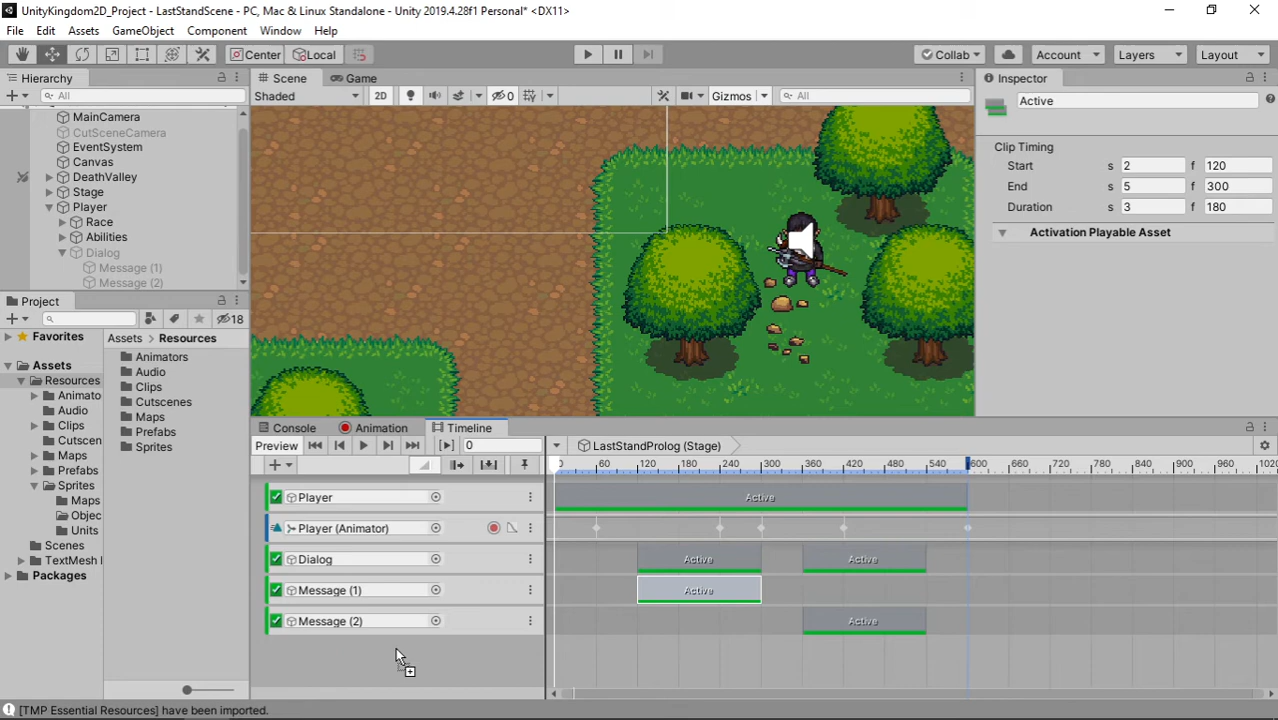 UnityKingdom2D_Project - LastStandScene - PC, Mac & Linux Standalone - Unity 2019.4.28f1 Personal* <DX11>
File Edit Assets GameObject Component Window Help
Center Local Collab Account Layers Layout
Hierarchy
All
MainCamera
CutSceneCamera
EventSystem
Canvas
DeathValley
Stage
Player
Race
Abilities
Dialog
Message (1)
Message (2)
Scene Game
Shaded 2D 0 Gizmos All
Inspector
Active
Clip Timing
Start s 2 f 120
End s 5 f 300
Duration s 3 f 180
Activation Playable Asset
Project
18
Favorites
Assets
Resources
Animato
Audio
Clips
Cutscen
Maps
Prefabs
Sprites
Maps
Objec
Units
Scenes
TextMesh
Packages
Assets > Resources
Animators
Audio
Clips
Cutscenes
Maps
Prefabs
Sprites
Console Animation Timeline
Preview 0 LastStandProlog (Stage)
0 60 120 180 240 300 360 420 480 540 600 660 720 780 840 900 960 1020
Player Active
Player (Animator)
Dialog Active Active
Message (1) Active
Message (2) Active
[TMP Essential Resources] have been imported.